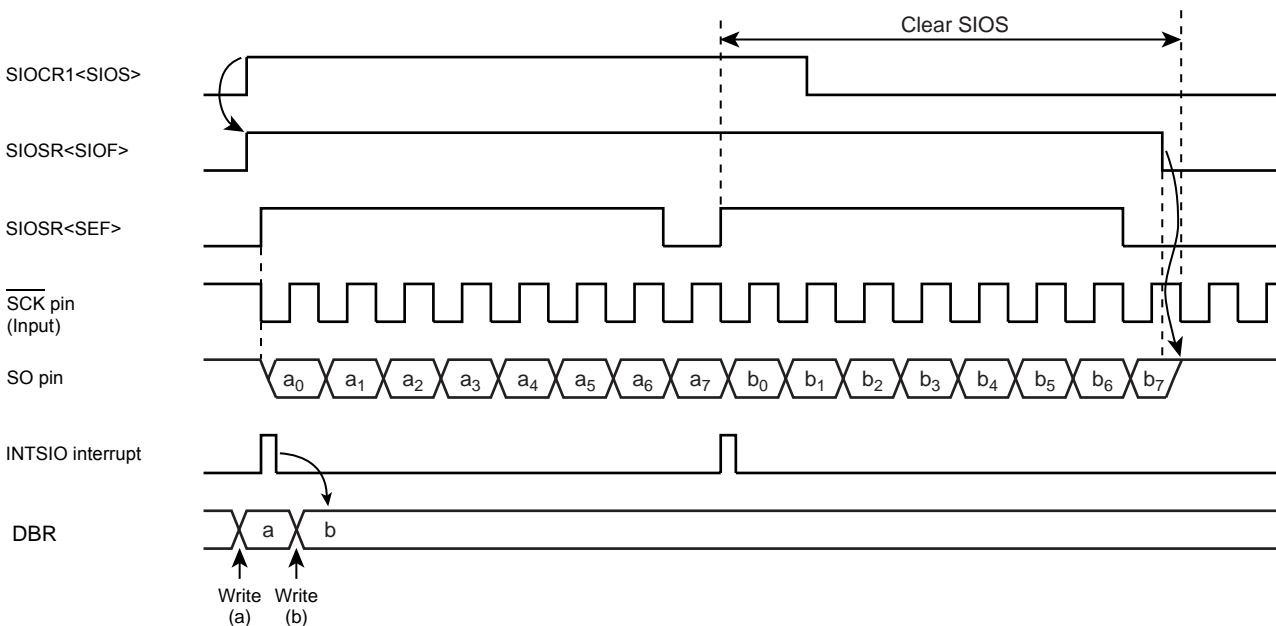 Clear SIOS
SIOCR1<SIOS>
SIOSR<SIOF>
SIOSR<SEF>
SCK pin
(Input)
SO pin
a0 a1 a2 a3 a4 a5 a6 a7 b0 b1 b2 b3 b4 b5 b6 b7
INTSIO interrupt
DBR
a b
Write Write
(a) (b)